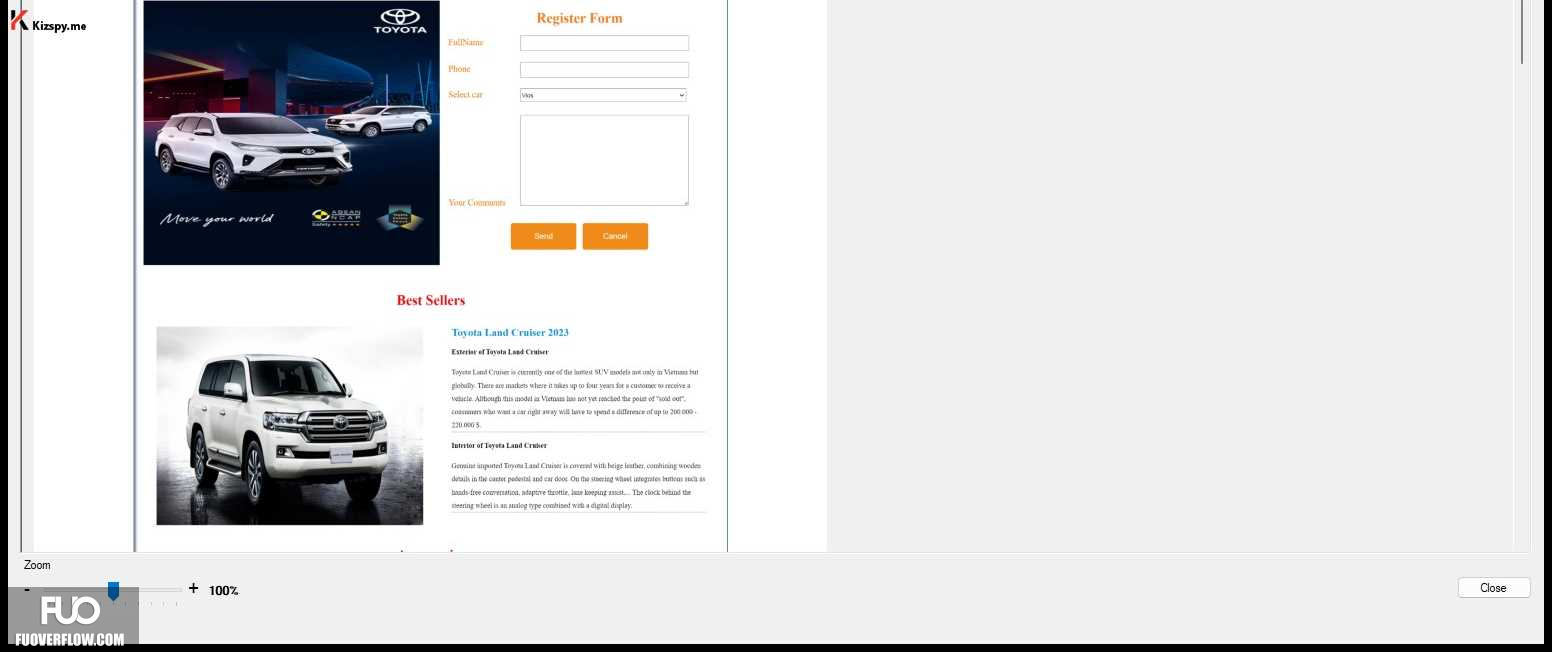 Kizspy.me
TOYOTA
Register Form
FullName
Phone
Select car
Vios
Your Comments
Move your world
ASEAN
NCAP
Safety
Send
Cancel
Best Sellers
Toyota Land Cruiser 2023
Exterior of Toyota Land Cruiser
Toyota Land Cruiser is currently one of the hottest SUV models not only in Vietnam but
globally. There are markets where it takes up to four years for a customer to receive a
vehicle. Although this model in Vietnam has not yet reached the point of "sold out",
consumers who want a car right away will have to spend a difference of up to 200.000 -
220.000 $.
Interior of Toyota Land Cruiser
Genuine imported Toyota Land Cruiser is covered with beige leather, combining wooden
details in the center pedestal and car door. On the steering wheel integrates buttons such as
hands-free conversation, adaptive throttle, lane keeping assist.... The clock behind the
steering wheel is an analog type combined with a digital display.
Zoom
- + 100%
Close
FUO
FUOVERFLOW.COM